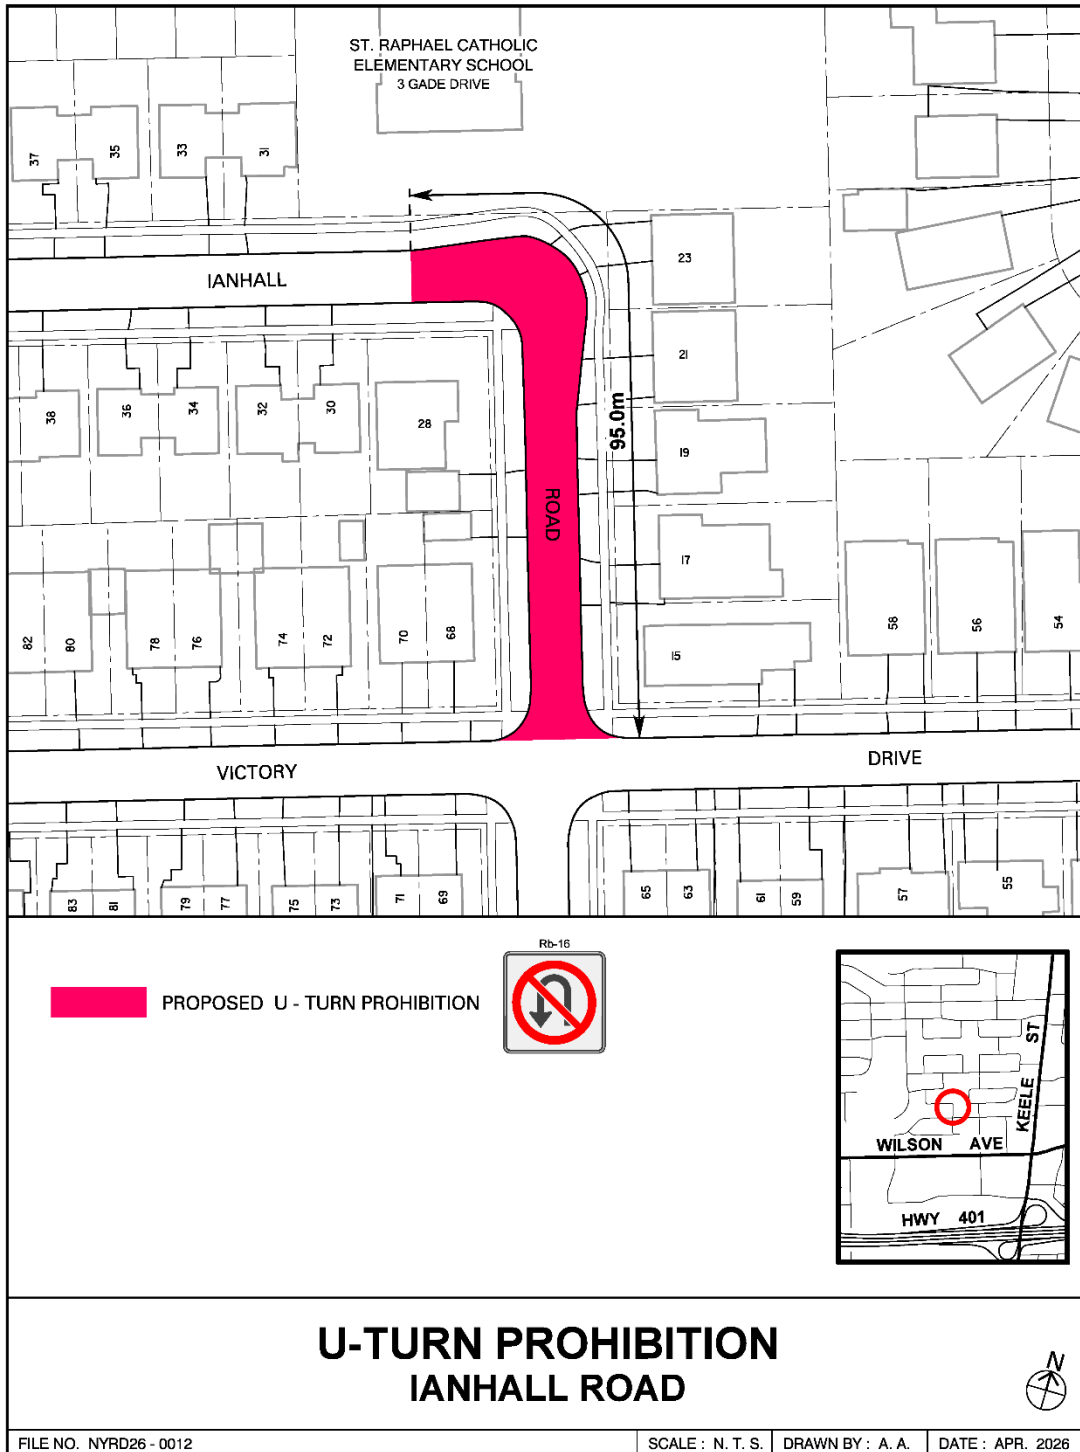 ST. RAPHAEL CATHOLIC
ELEMENTARY SCHOOL
3 GADE DRIVE
37
35
33
31
IANHALL
23
21
38
36
34
32
30
28
95.0m
19
ROAD
17
82
80
78
76
74
72
70
68
15
58
56
54
VICTORY
DRIVE
83
81
79
77
75
73
71
69
65
63
61
59
57
55
Rb-16
PROPOSED U - TURN PROHIBITION
KEELE ST
WILSON AVE
HWY 401
U-TURN PROHIBITION
IANHALL ROAD
N
FILE NO. NYRD26 - 0012
SCALE : N. T. S.
DRAWN BY : A. A.
DATE : APR. 2026